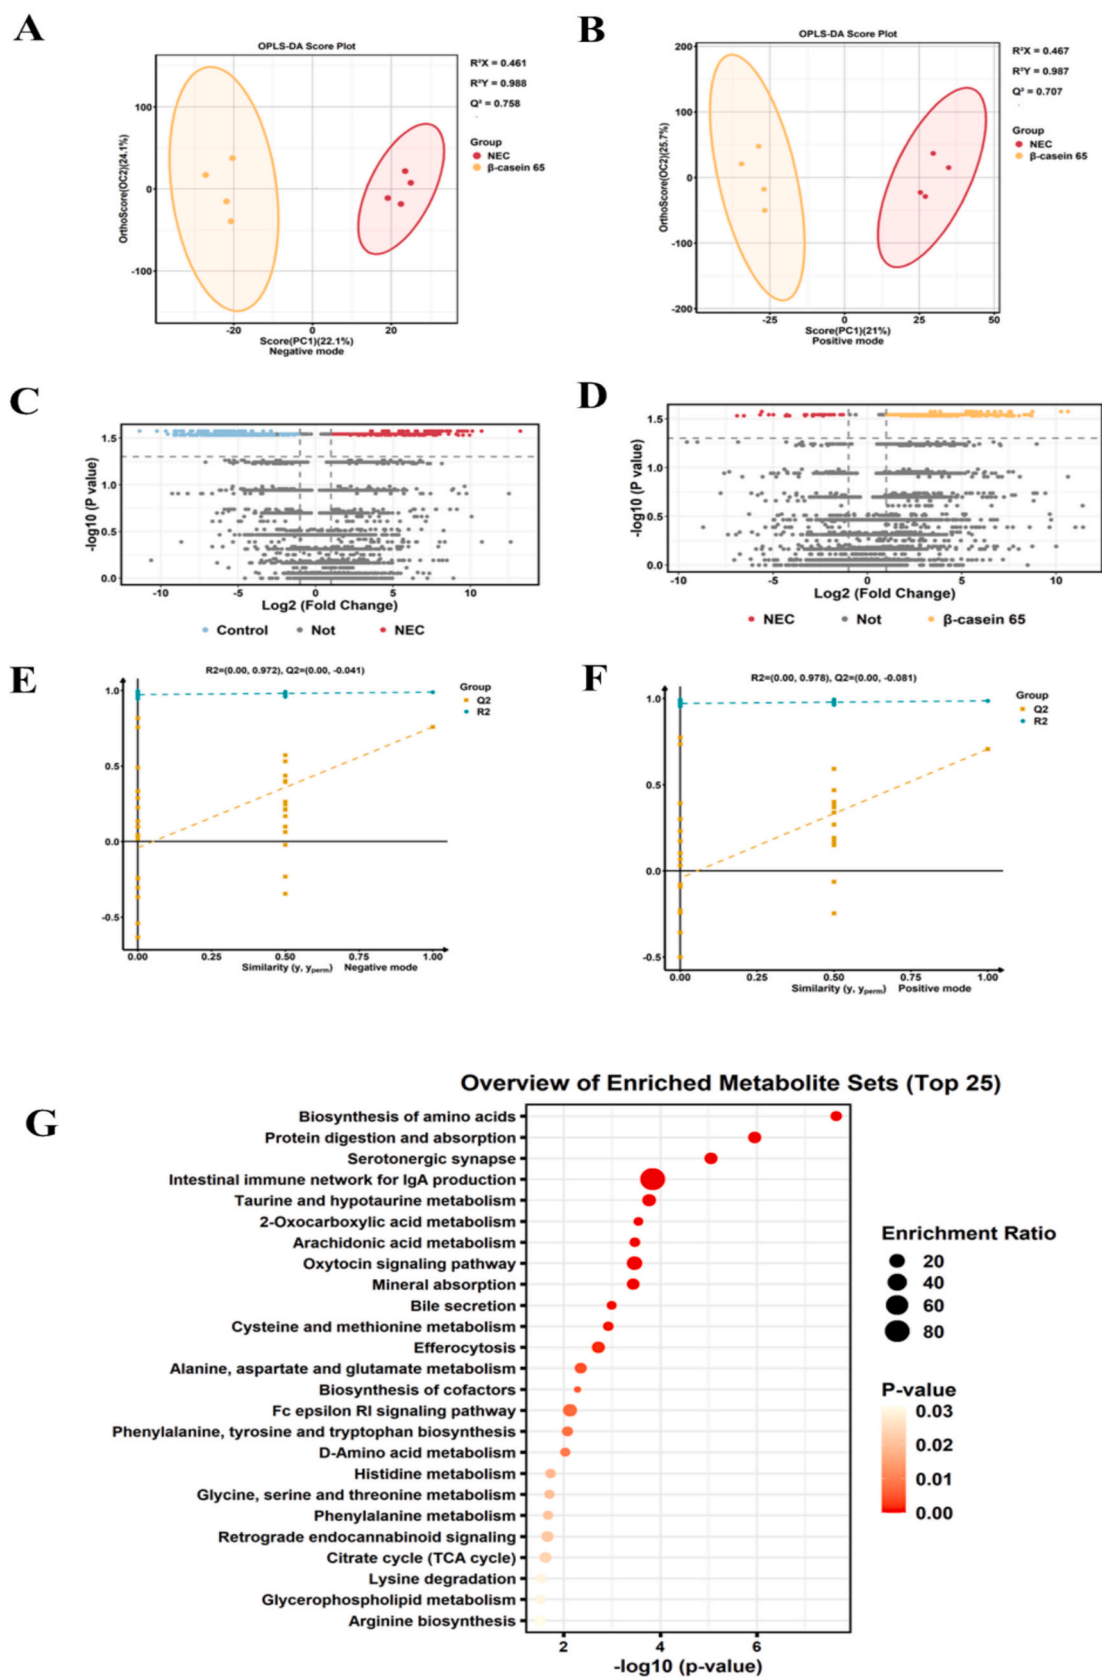 A
OPLS-DA Score Plot
R²X = 0.461
R²Y = 0.988
Q² = 0.758
Group
NEC
β-casein 65
OrthoScore(OC2)(24.1%)
100
0
-100
-20
0
20
Score(PC1)(22.1%)
Negative mode
B
OPLS-DA Score Plot
R²X = 0.467
R²Y = 0.987
Q² = 0.707
Group
NEC
β-casein 65
OrthoScore(OC2)(25.7%)
200
100
0
-100
-200
-25
0
25
50
Score(PC1)(21%)
Positive mode
C
-log10 (P value)
1.5
1.0
0.5
0.0
-10
-5
0
5
10
Log2 (Fold Change)
Control
Not
NEC
D
-log10 (P value)
1.5
1.0
0.5
0.0
-10
-5
0
5
10
Log2 (Fold Change)
NEC
Not
β-casein 65
E
R2=(0.00, 0.972), Q2=(0.00, -0.041)
Group
Q2
R2
1.0
0.5
0.0
-0.5
0.00
0.25
0.50
0.75
1.00
Similarity (y, yperm) Negative mode
F
R2=(0.00, 0.978), Q2=(0.00, -0.081)
Group
Q2
R2
1.0
0.5
0.0
-0.5
0.00
0.25
0.50
0.75
1.00
Similarity (y, yperm) Positive mode
G
Overview of Enriched Metabolite Sets (Top 25)
Biosynthesis of amino acids
Protein digestion and absorption
Serotonergic synapse
Intestinal immune network for IgA production
Taurine and hypotaurine metabolism
2-Oxocarboxylic acid metabolism
Arachidonic acid metabolism
Oxytocin signaling pathway
Mineral absorption
Bile secretion
Cysteine and methionine metabolism
Efferocytosis
Alanine, aspartate and glutamate metabolism
Biosynthesis of cofactors
Fc epsilon RI signaling pathway
Phenylalanine, tyrosine and tryptophan biosynthesis
D-Amino acid metabolism
Histidine metabolism
Glycine, serine and threonine metabolism
Phenylalanine metabolism
Retrograde endocannabinoid signaling
Citrate cycle (TCA cycle)
Lysine degradation
Glycerophospholipid metabolism
Arginine biosynthesis
2
4
6
-log10 (p-value)
Enrichment Ratio
20
40
60
80
P-value
0.03
0.02
0.01
0.00